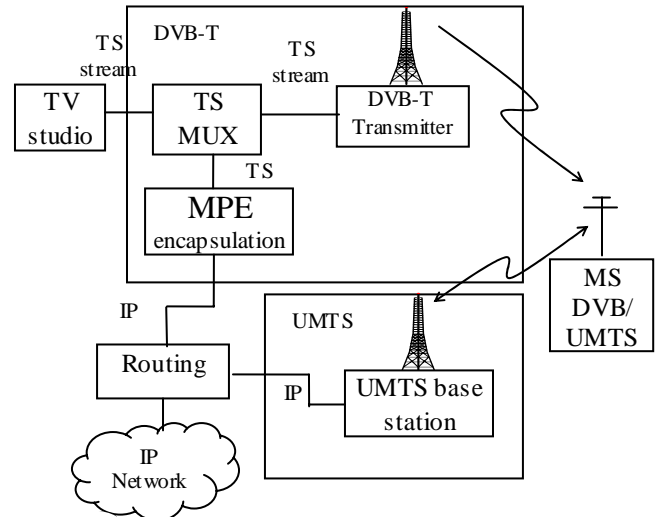 DVB-T
TS
stream
TS
stream
TV
studio
TS
MUX
DVB-T
Transmitter
TS
MPE
encapsulation
IP
UMTS
MS
DVB/
UMTS
Routing
IP
UMTS base
station
IP
Network